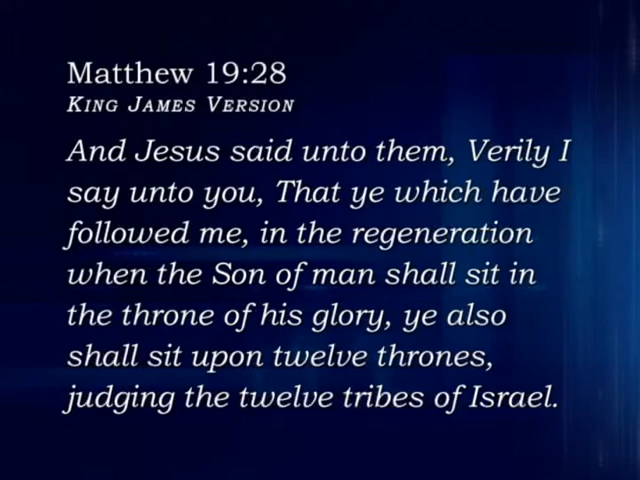 Matthew 19:28
King James Version
And Jesus said unto them, Verily I
say unto you, That ye which have
followed me, in the regeneration
when the Son of man shall sit in
the throne of his glory, ye also
shall sit upon twelve thrones,
judging the twelve tribes of Israel.